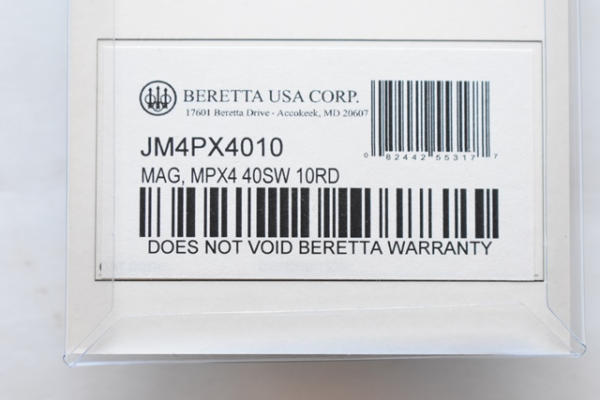 BERETTA USA CORP.
17601 Beretta Drive - Accokeek, MD 20607
0 82442 55317 7
JM4PX4010
MAG, MPX4 40SW 10RD
DOES NOT VOID BERETTA WARRANTY